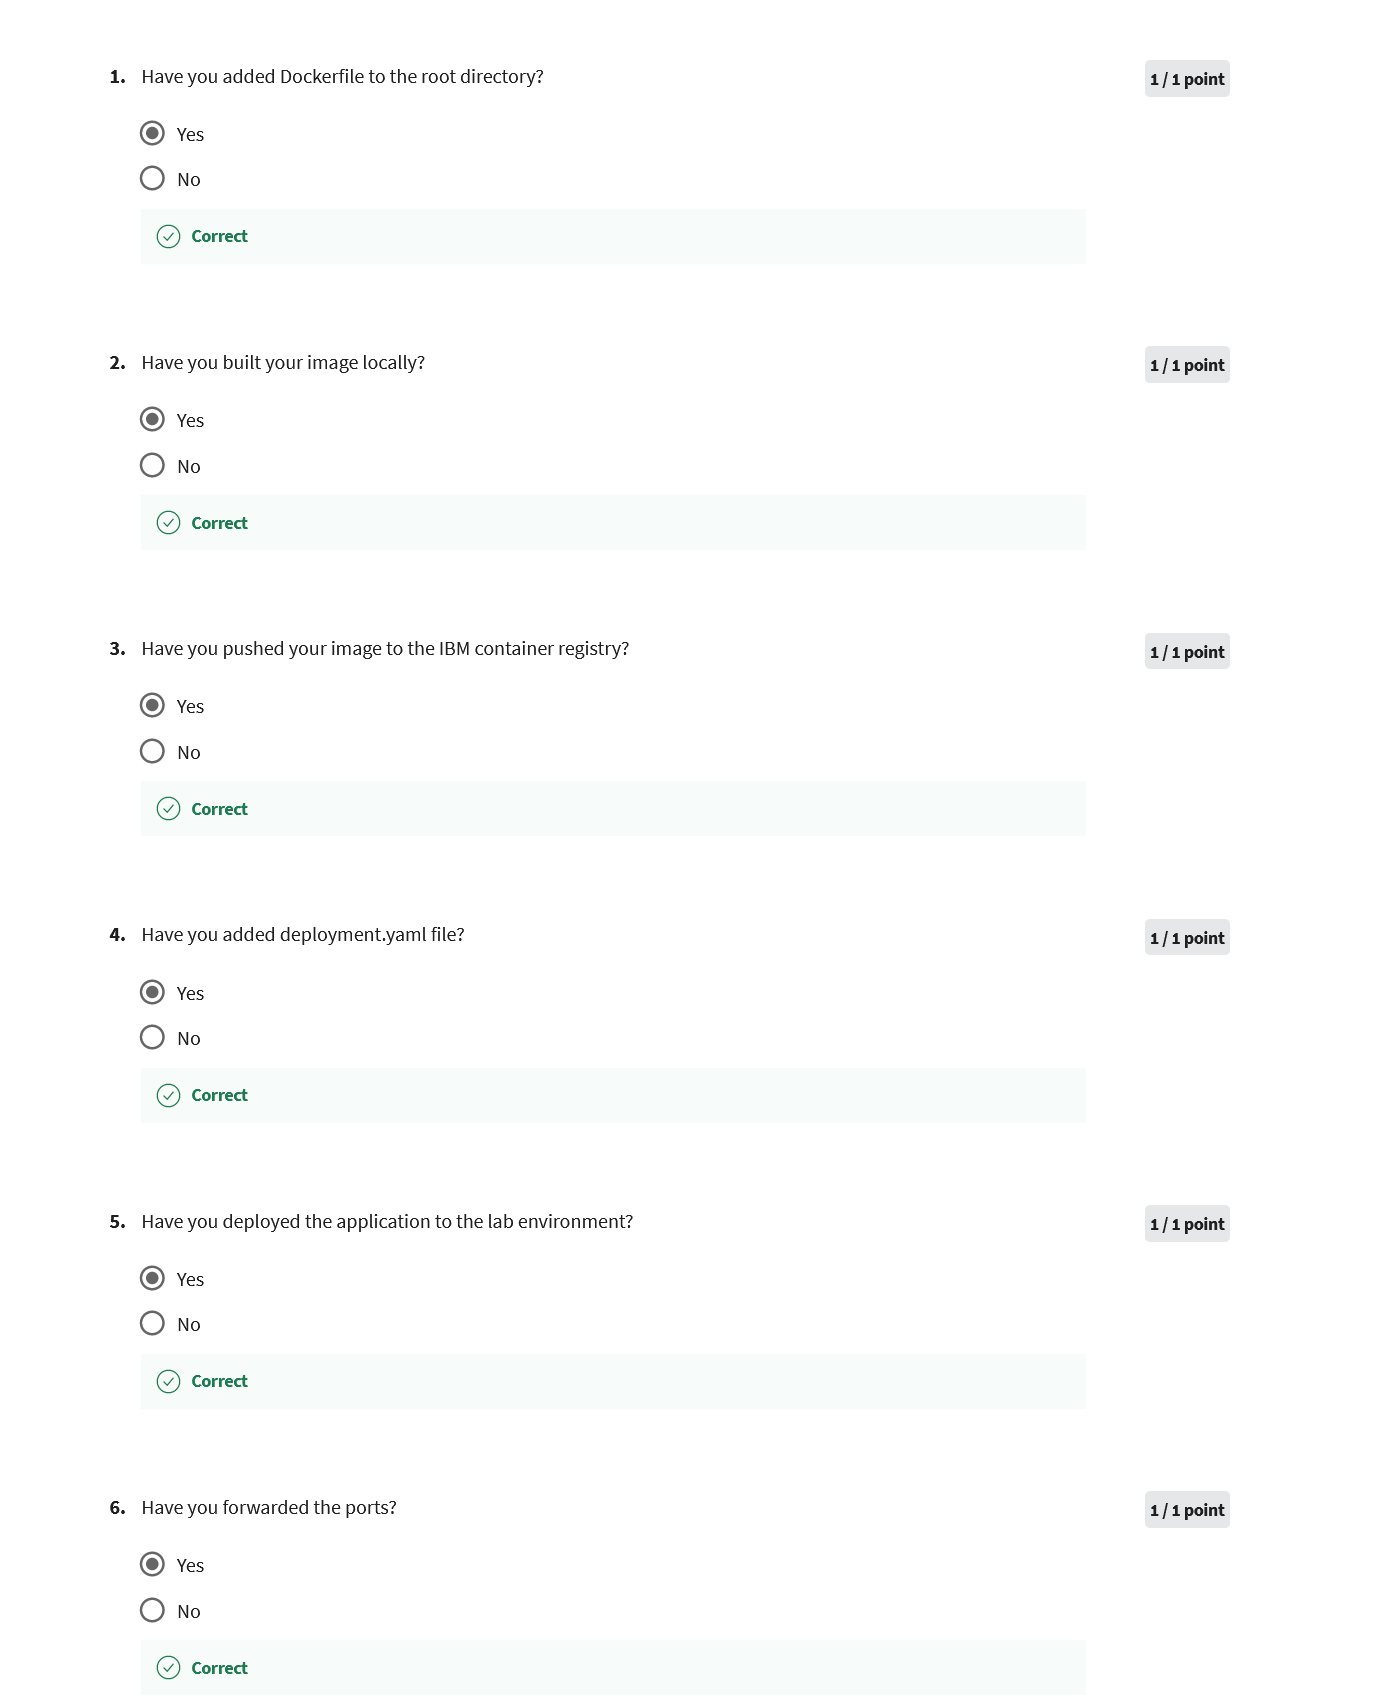 1. Have you added Dockerfile to the root directory?
1 / 1 point
Yes
No
Correct
2. Have you built your image locally?
1 / 1 point
Yes
No
Correct
3. Have you pushed your image to the IBM container registry?
1 / 1 point
Yes
No
Correct
4. Have you added deployment.yaml file?
1 / 1 point
Yes
No
Correct
5. Have you deployed the application to the lab environment?
1 / 1 point
Yes
No
Correct
6. Have you forwarded the ports?
1 / 1 point
Yes
No
Correct